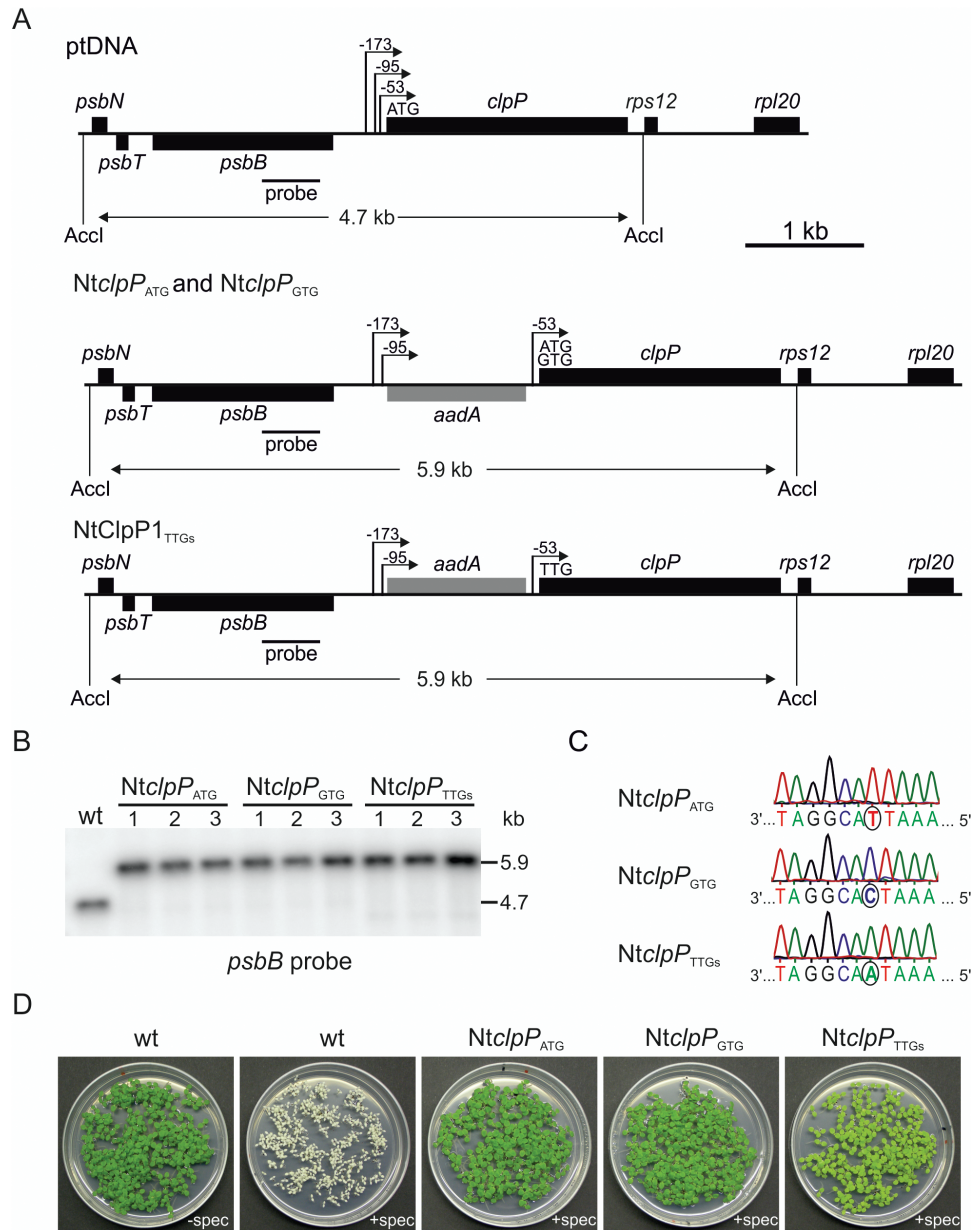 A
ptDNA
-173
-95
-53
psbN
ATG
clpP
rps12
rpl20
psbT
psbB
probe
4.7 kb
AccI
AccI
1 kb
NtclpPATG and NtclpPGTG
-173
-53
-95
psbN
ATG
GTG
clpP
rps12
rpl20
psbT
psbB
aadA
probe
5.9 kb
AccI
AccI
NtClpP1TTGs
-173
-53
-95
psbN
aadA
TTG
clpP
rps12
rpl20
psbT
psbB
probe
5.9 kb
AccI
AccI
B
NtclpPATG NtclpPGTG NtclpPTTGs
wt 1 2 3 1 2 3 1 2 3 kb
5.9
4.7
psbB probe
C
NtclpPATG
3'... TAGGCATTAAA ... 5'
NtclpPGTG
3'... TAGGCACTAAA ... 5'
NtclpPTTGs
3'... TAGGCAATAAA ... 5'
D
wt wt NtclpPATG NtclpPGTG NtclpPTTGs
-spec +spec +spec +spec +spec